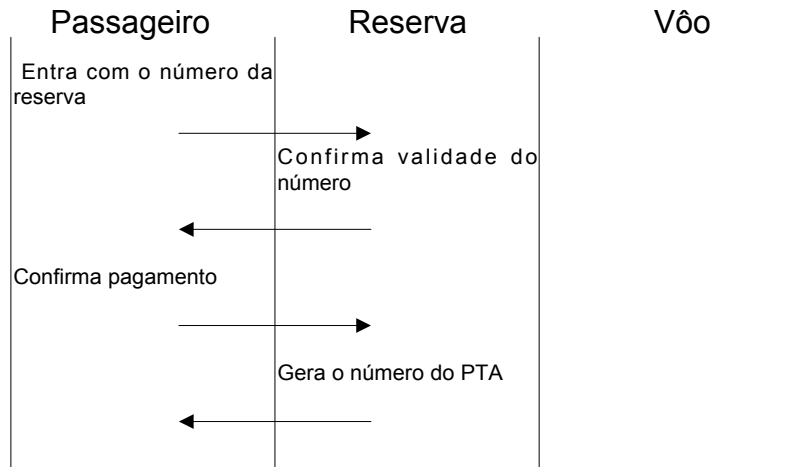 Passageiro Reserva Vôo
Entra com o número da
reserva
Confirma validade do
número
Confirma pagamento
Gera o número do PTA